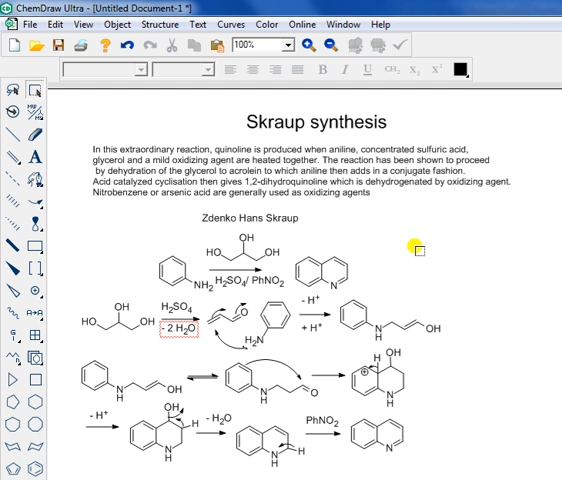 ChemDraw Ultra - [Untitled Document-1 *]
File Edit View Object Structure Text Curves Color Online Window Help
100%
B I U CH₂ X₂ X²
A
Skraup synthesis
In this extraordinary reaction, quinoline is produced when aniline, concentrated sulfuric acid,
glycerol and a mild oxidizing agent are heated together. The reaction has been shown to proceed
by dehydration of the glycerol to acrolein to which aniline then adds in a conjugate fashion.
Acid catalyzed cyclisation then gives 1,2-dihydroquinoline which is dehydrogenated by oxidizing agent.
Nitrobenzene or arsenic acid are generally used as oxidizing agents
Zdenko Hans Skraup
OH
HO OH
NH₂ H₂SO₄/ PhNO₂ N
OH H₂SO₄ O - H⁺
HO OH - 2 H₂O H₂N + H⁺ N H OH
N H OH N H O H OH N H
- H⁺ OH H N H - H₂O N H H PhNO₂ N